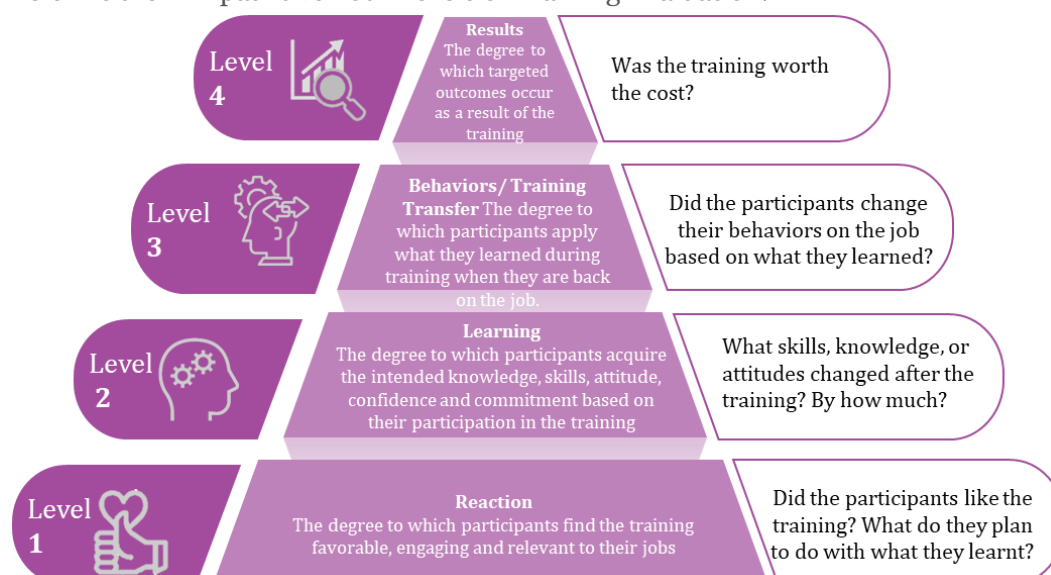 Level
4
Results
The degree to
which targeted
outcomes occur
as a result of the
training
Was the training worth
the cost?
Level
3
Behaviors/ Training
Transfer The degree to
which participants apply
what they learned during
training when they are back
on the job.
Did the participants change
their behaviors on the job
based on what they learned?
Level
2
Learning
The degree to which participants acquire
the intended knowledge, skills, attitude,
confidence and commitment based on
their participation in the training
What skills, knowledge, or
attitudes changed after the
training? By how much?
Level
1
Reaction
The degree to which participants find the training
favorable, engaging and relevant to their jobs
Did the participants like the
training? What do they plan
to do with what they learnt?